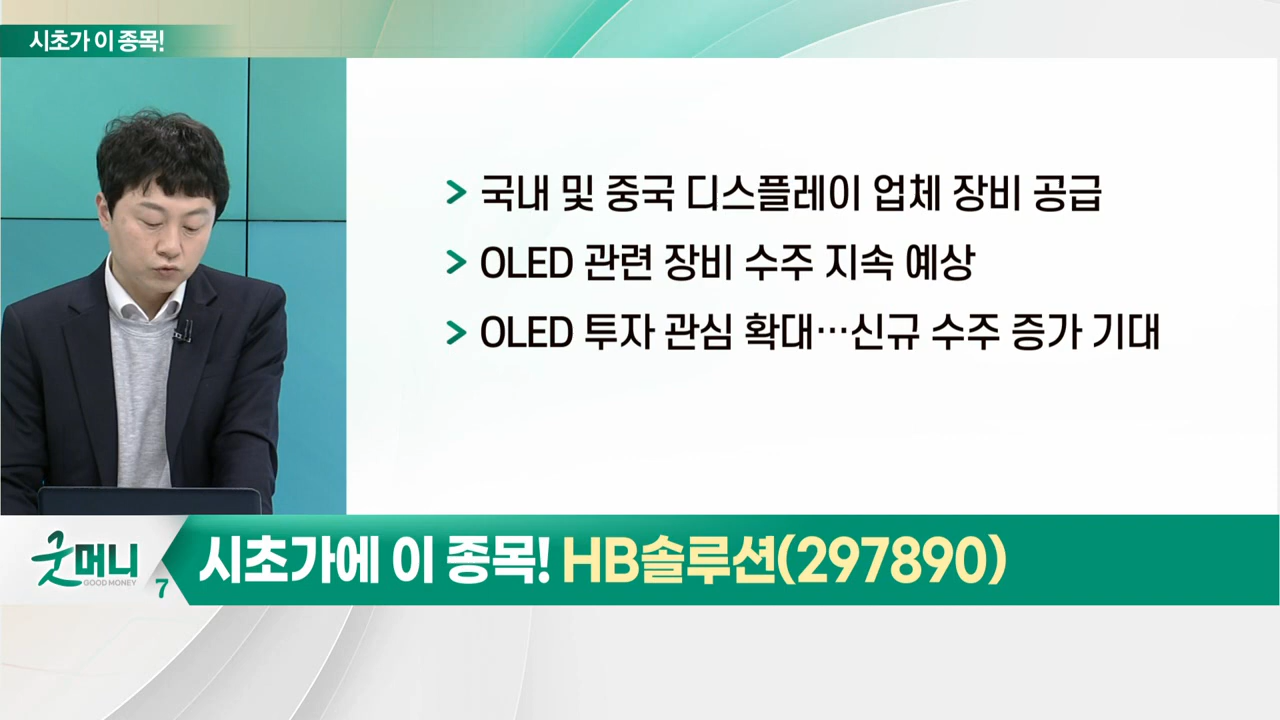 시초가 이 종목!
> 국내 및 중국 디스플레이 업체 장비 공급
> OLED 관련 장비 수주 지속 예상
> OLED 투자 관심 확대…신규 수주 증가 기대
굿머니
GOOD MONEY
7
시초가에 이 종목! HB솔루션(297890)